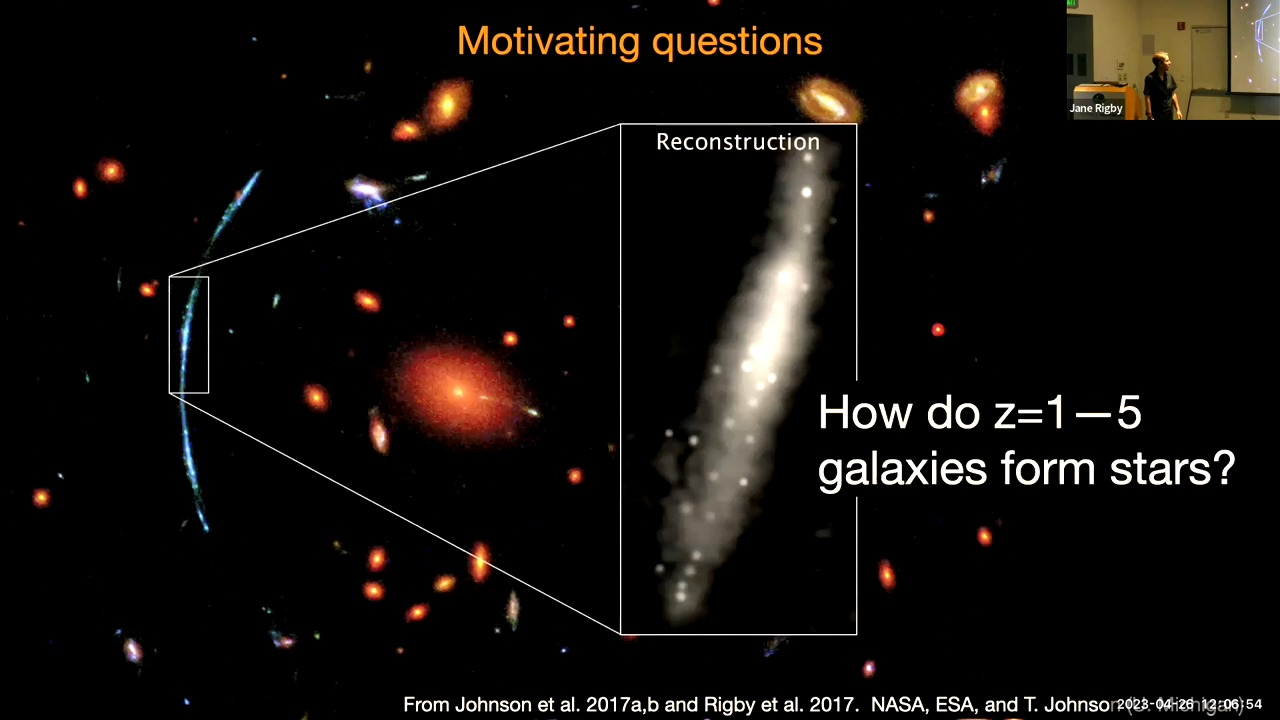 Motivating questions
Jane Rigby
Reconstruction
How do z=1—5
galaxies form stars?
From Johnson et al. 2017a,b and Rigby et al. 2017. NASA, ESA, and T. Johnson (U. Michigan)
2023-04-26 12:06:54